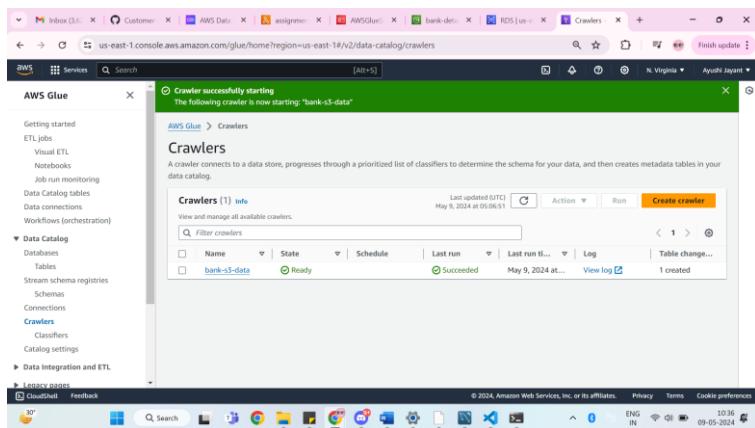 Inbox (3,6
Customer
AWS Data
assignmen
AWSGlueS
bank-deta
RDS | us-e
Crawlers -
us-east-1.console.aws.amazon.com/glue/home?region=us-east-1#/v2/data-catalog/crawlers
Finish update
aws
Services
Search
[Alt+S]
N. Virginia
Ayushi Jayant
AWS Glue
Getting started
ETL jobs
Visual ETL
Notebooks
Job run monitoring
Data Catalog tables
Data connections
Workflows (orchestration)
Data Catalog
Databases
Tables
Stream schema registries
Schemas
Connections
Crawlers
Classifiers
Catalog settings
Data Integration and ETL
Legacy pages
Crawler successfully starting
The following crawler is now starting: "bank-s3-data"
AWS Glue > Crawlers
Crawlers
A crawler connects to a data store, progresses through a prioritized list of classifiers to determine the schema for your data, and then creates metadata tables in your
data catalog.
Crawlers (1) Info
Last updated (UTC)
May 9, 2024 at 05:06:51
Action
Run
Create crawler
View and manage all available crawlers.
Filter crawlers
1
Name State Schedule Last run Last run ti... Log Table change...
bank-s3-data Ready Succeeded May 9, 2024 at... View log 1 created
CloudShell Feedback
© 2024, Amazon Web Services, Inc. or its affiliates. Privacy Terms Cookie preferences
30°
Search
ENG
IN
10:36
09-05-2024